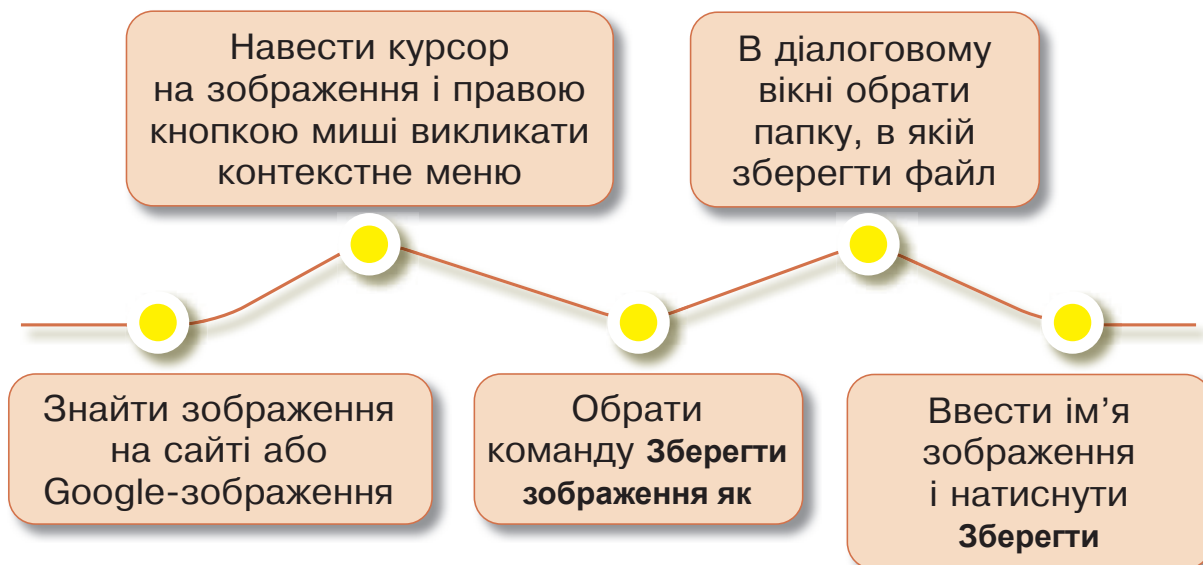 Навести курсор
на зображення і правою
кнопкою миші викликати
контекстне меню
В діалоговому
вікні обрати
папку, в якій
зберегти файл
Знайти зображення
на сайті або
Google-зображення
Обрати
команду Зберегти
зображення як
Ввести ім’я
зображення
і натиснути
Зберегти